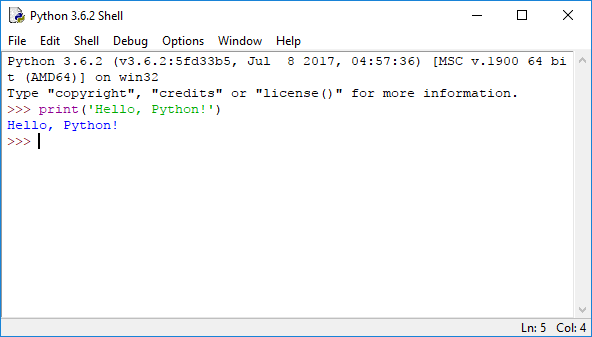 Python 3.6.2 Shell
File Edit Shell Debug Options Window Help
Python 3.6.2 (v3.6.2:5fd33b5, Jul  8 2017, 04:57:36) [MSC v.1900 64 bi
t (AMD64)] on win32
Type "copyright", "credits" or "license()" for more information.
>>> print('Hello, Python!')
Hello, Python!
>>>
Ln: 5 Col: 4